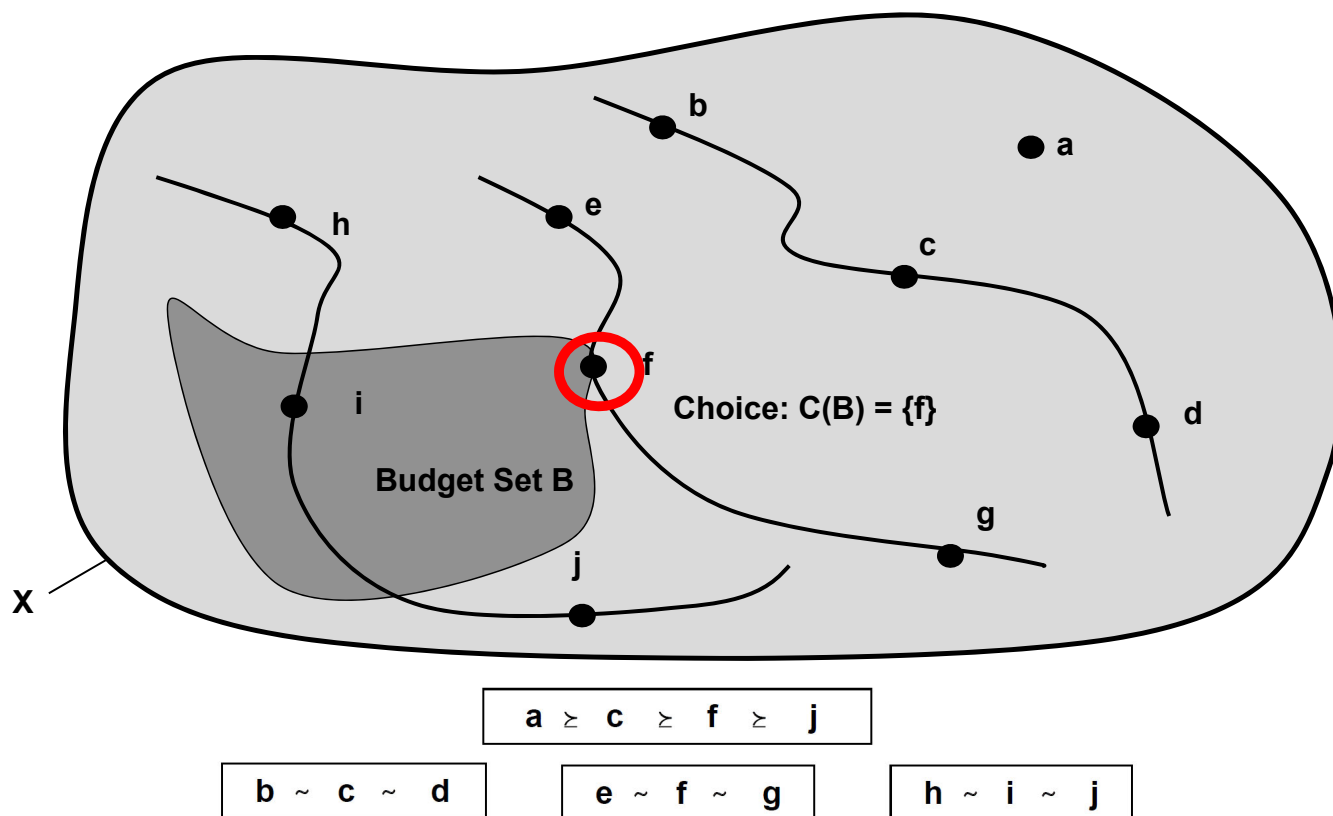 b
a
h
e
c
f
i
Choice: C(B) = {f}
d
Budget Set B
g
j
X
a ≽ c ≽ f ≽ j
b ~ c ~ d
e ~ f ~ g
h ~ i ~ j